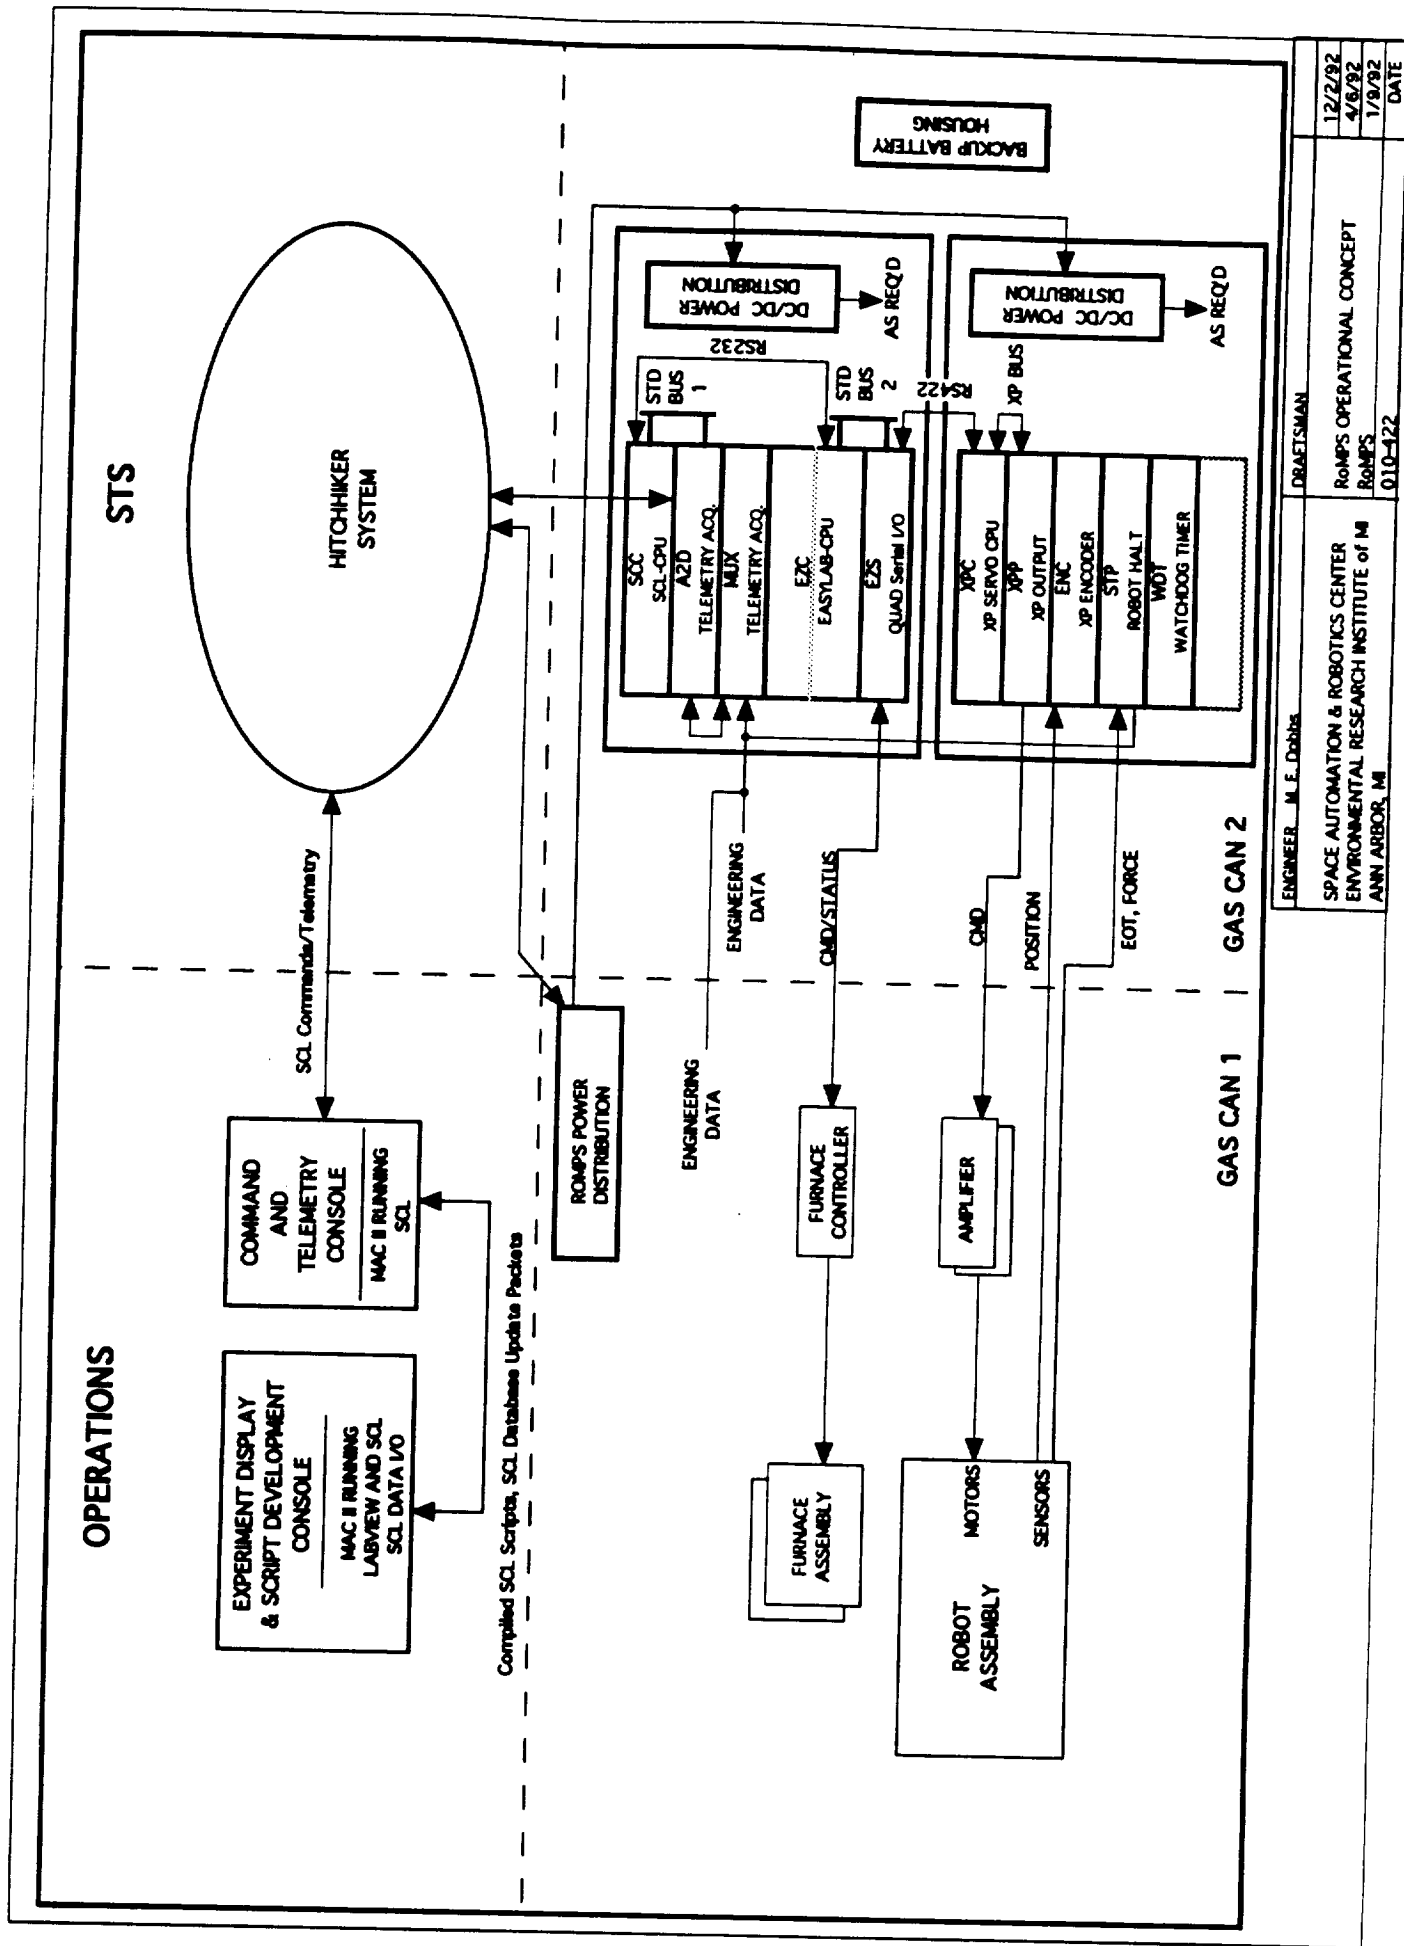 OPERATIONS
STS
EXPERIMENT DISPLAY
& SCRIPT DEVELOPMENT
CONSOLE
MAC II RUNNING
LABVIEW AND SCL
SCL DATA I/O
COMMAND
AND
TELEMETRY
CONSOLE
MAC II RUNNING
SCL
SCL Commands/Telemetry
HITCHHIKER
SYSTEM
Compiled SCL Scripts, SCL Database Update Packets
ROMPS POWER
DISTRIBUTION
ENGINEERING
DATA
ENGINEERING
DATA
CMD/STATUS
FURNACE
CONTROLLER
FURNACE
ASSEMBLY
AMPLIFIER
CMD
POSITION
EOT, FORCE
MOTORS
SENSORS
ROBOT
ASSEMBLY
GAS CAN 1
GAS CAN 2
SCC
SCL-CPU
A2D
TELEMETRY ACQ.
MUX
TELEMETRY ACQ.
EZC
EASYLAB-CPU
EZS
QUAD Serial I/O
STD
BUS
1
RS232
STD
BUS
2
RS422
DC/DC POWER
DISTRIBUTION
AS REQ'D
XPC
XP SERVO CPU
XPP
XP OUTPUT
ENC
XP ENCODER
STP
ROBOT HALT
WDT
WATCHDOG TIMER
XP BUS
DC/DC POWER
DISTRIBUTION
AS REQ'D
BACKUP BATTERY
HOUSING
ENGINEER M. E. Dobbs
DRAFTSMAN
SPACE AUTOMATION & ROBOTICS CENTER
ENVIRONMENTAL RESEARCH INSTITUTE of MI
ANN ARBOR, MI
RoMPS OPERATIONAL CONCEPT
RoMPS
010-422
12/2/92
4/6/92
1/9/92
DATE